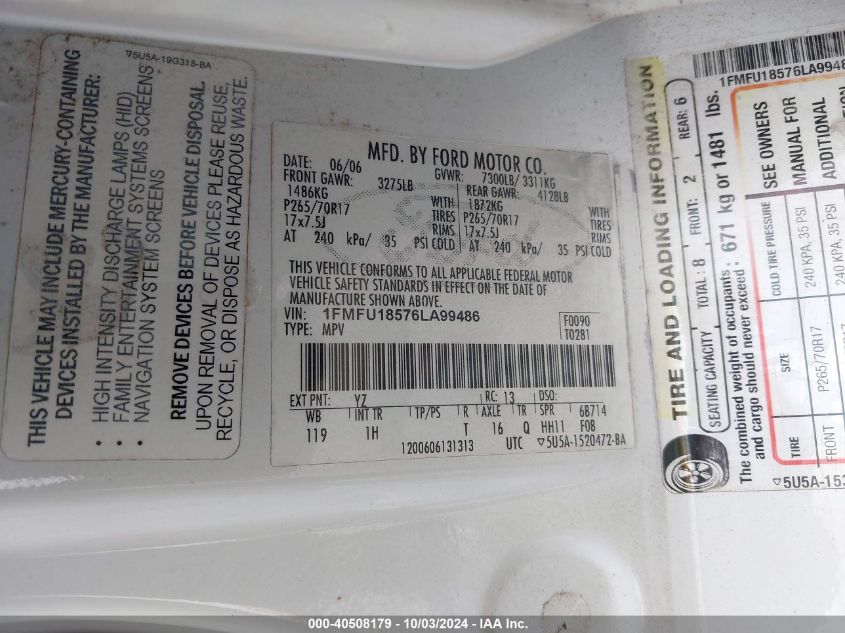 ▽5U5A-19G318-BA
THIS VEHICLE MAY INCLUDE MERCURY-CONTAINING
DEVICES INSTALLED BY THE MANUFACTURER:
• HIGH INTENSITY DISCHARGE LAMPS (HID)
• FAMILY ENTERTAINMENT SYSTEMS SCREENS
• NAVIGATION SYSTEM SCREENS
REMOVE DEVICES BEFORE VEHICLE DISPOSAL.
UPON REMOVAL OF DEVICES PLEASE REUSE,
RECYCLE, OR DISPOSE AS HAZARDOUS WASTE.
MFD. BY FORD MOTOR CO.
DATE: 06/06 GVWR: 7300LB/ 3311KG
FRONT GAWR: 3275LB REAR GAWR: 4128LB
1486KG WITH 1872KG WITH
P265/70R17 TIRES P265/70R17 TIRES
17x7.5J RIMS 17x7.5J RIMS
AT 240 kPa/ 35 PSI COLD AT 240 kPa/ 35 PSI COLD
THIS VEHICLE CONFORMS TO ALL APPLICABLE FEDERAL MOTOR
VEHICLE SAFETY STANDARDS IN EFFECT ON THE DATE OF
MANUFACTURE SHOWN ABOVE.
VIN: 1FMFU18576LA99486
TYPE: MPV
F0090
T0281
EXT PNT: YZ RC: 13 DSO:
WB INT TR TP/PS R AXLE TR SPR 6B714
119 1H T 16 Q HH11 F0B
1200606131313 UTC ▽5U5A-1520472-BA
1FMFU18576LA9948
TIRE AND LOADING INFORMATION
SEATING CAPACITY TOTAL: 8 FRONT: 2 REAR: 6
The combined weight of occupants
and cargo should never exceed: 671 kg or 1481 lbs.
TIRE SIZE COLD TIRE PRESSURE SEE OWNERS
FRONT P265/70R17 240 KPA, 35 PSI MANUAL FOR
240 KPA, 35 PSI ADDITIONAL
▽5U5A-153
000-40508179 - 10/03/2024 - IAA Inc.